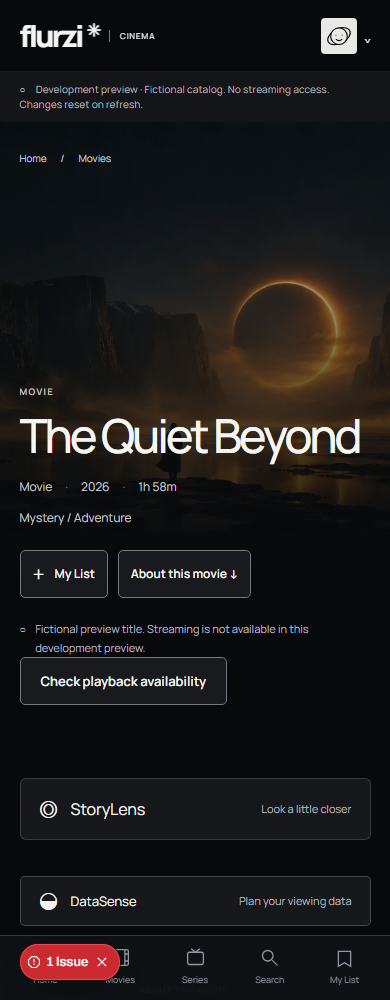 flurzi CINEMA
Development preview · Fictional catalog. No streaming access.
Changes reset on refresh.
Home / Movies
MOVIE
The Quiet Beyond
Movie · 2026 · 1h 58m
Mystery / Adventure
+ My List About this movie ↓
Fictional preview title. Streaming is not available in this
development preview.
Check playback availability
StoryLens Look a little closer
DataSense Plan your viewing data
1 Issue
Home Movies Series Search My List